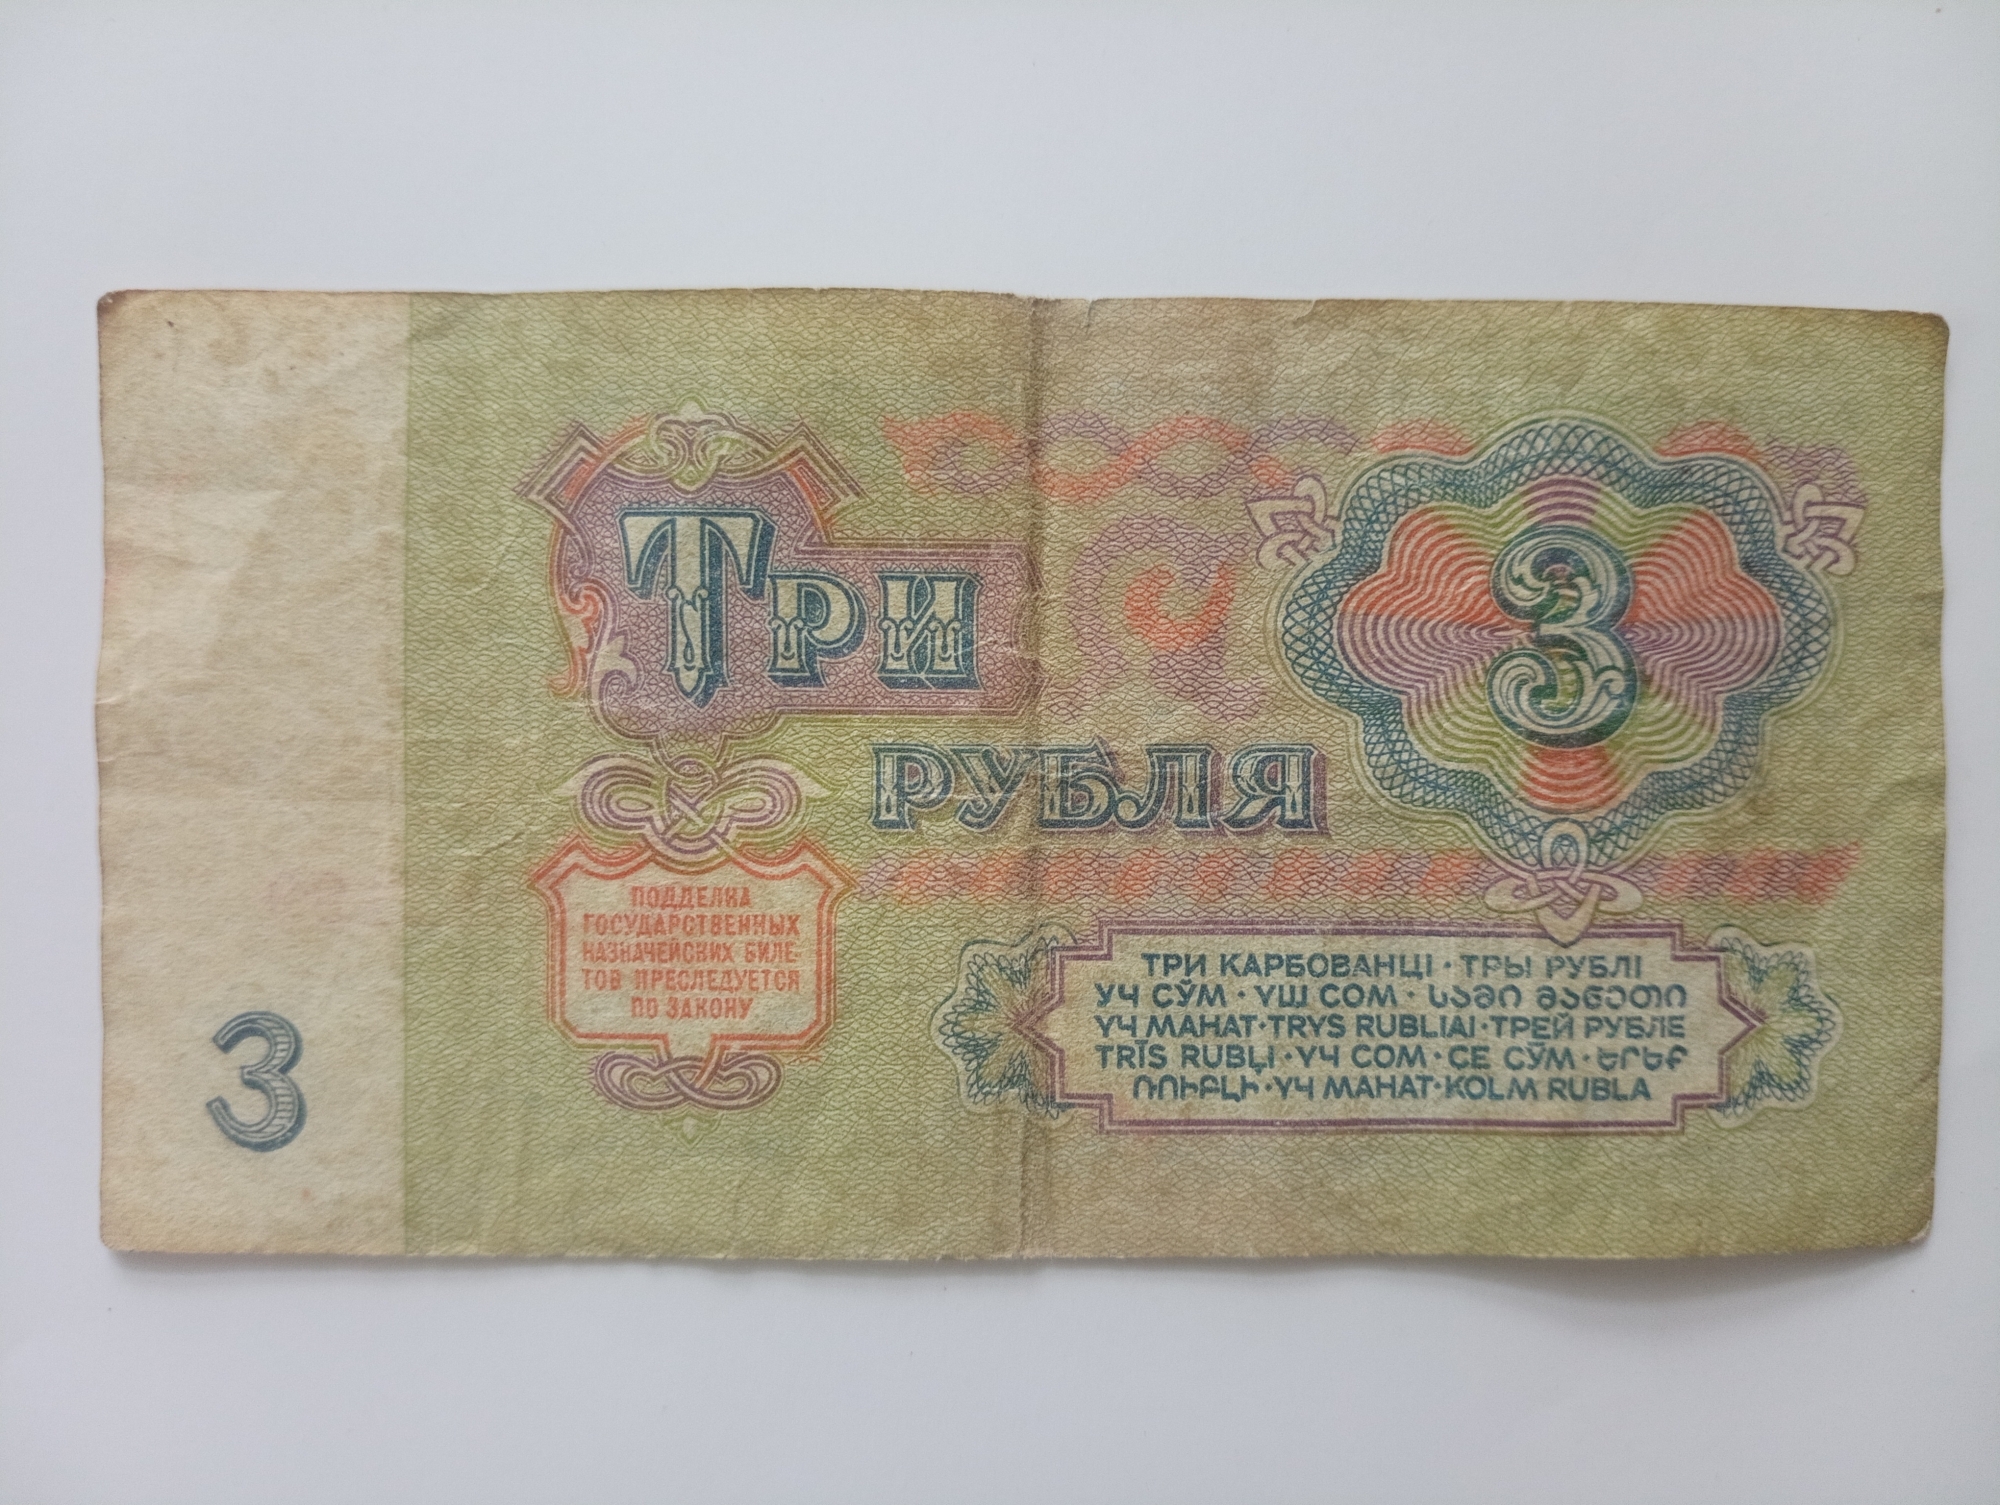 Три
3
РУБЛЯ
ПОДДЕЛКА
ГОСУДАРСТВЕННЫХ
КАЗНАЧЕЙСКИХ БИЛЕ-
ТОВ ПРЕСЛЕДУЕТСЯ
ПО ЗАКОНУ.
ТРИ КАРБОВАНЦІ · ТРЫ РУБЛІ
УЧ СЎМ · ҮШ СОМ · ᲡᲐᲛᲘ ᲛᲐᲜᲔᲗᲘ
ҮЧ МАНАТ · TRYS RUBLIAI · ТРЕЙ РУБЛЕ
TRĪS RUBĻI · ҮЧ СОМ · СЕ СӮМ · ԵՐԵՔ
ՌՈՒԲԼԻ · ҮЧ МАНАТ · KOLM RUBLA
3